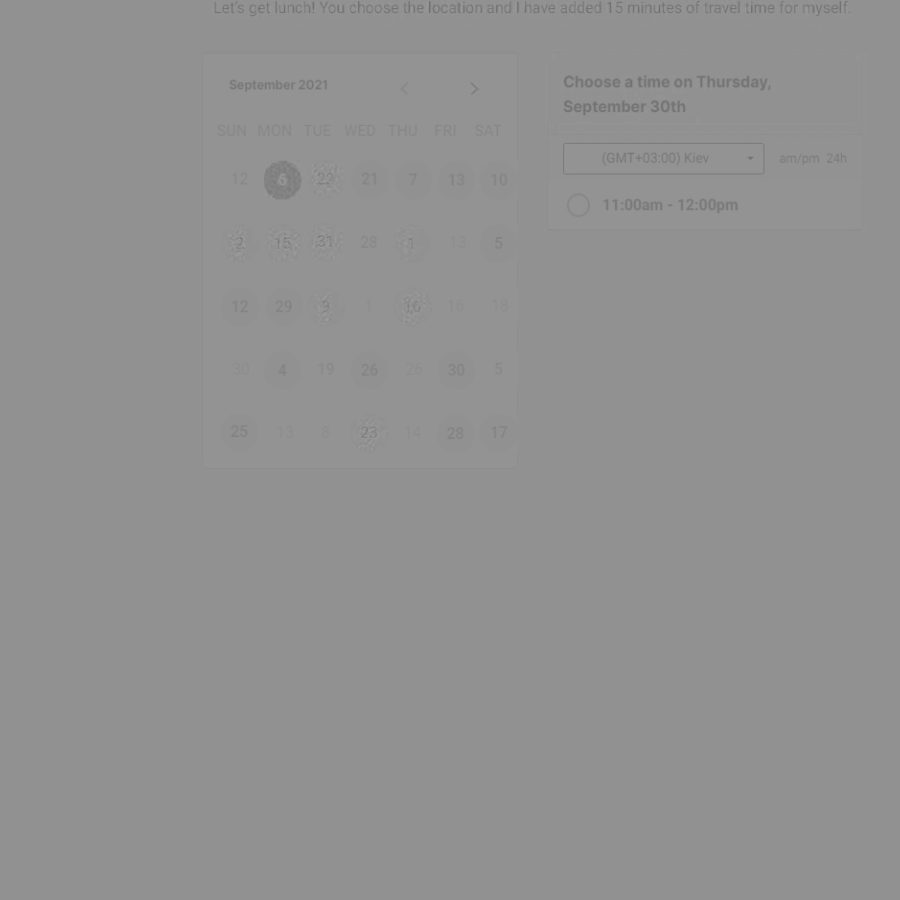 Let's get lunch! You choose the location and I have added 15 minutes of travel time for myself.
September 2021
SUN MON TUE WED THU FRI SAT
12 6 21 7 13 10
2 15 31 28 1 13 5
12 29 9 1 16 16 18
30 4 19 26 26 30 5
25 13 8 23 14 28 17
Choose a time on Thursday,
September 30th
(GMT+03:00) Kiev am/pm 24h
11:00am - 12:00pm